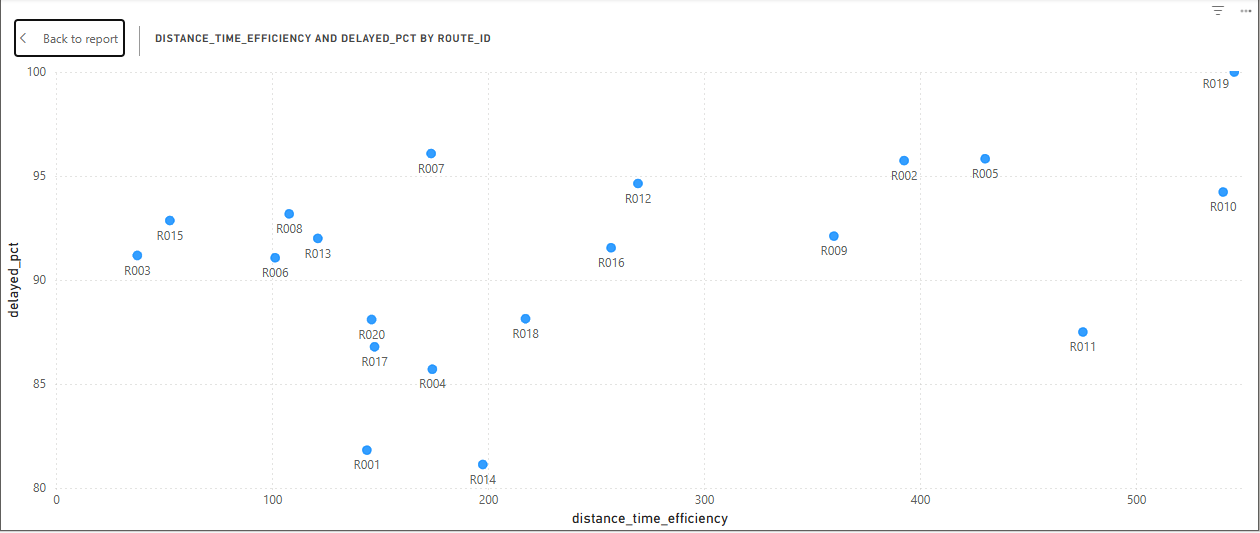 Back to report
DISTANCE_TIME_EFFICIENCY AND DELAYED_PCT BY ROUTE_ID
100
R019
R007
95
R002
R005
R012
R010
R008
R015
R013
R009
R003
R006
R016
90
delayed_pct
R020
R018
R017
R011
85
R004
R001
R014
80
0 100 200 300 400 500
distance_time_efficiency